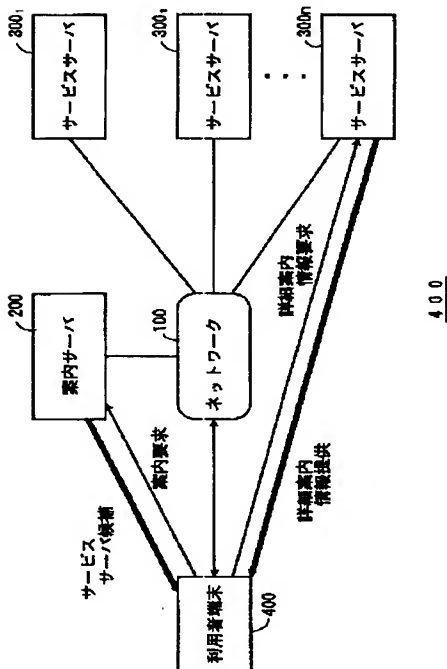 300₁
サービスサーバ
300₂
サービスサーバ
・・・
300n
サービスサーバ
200
案内サーバ
100
ネットワーク
サービス
サーバ候補
案内要求
詳細案内
情報要求
詳細案内
情報提供
利用者端末
400
400